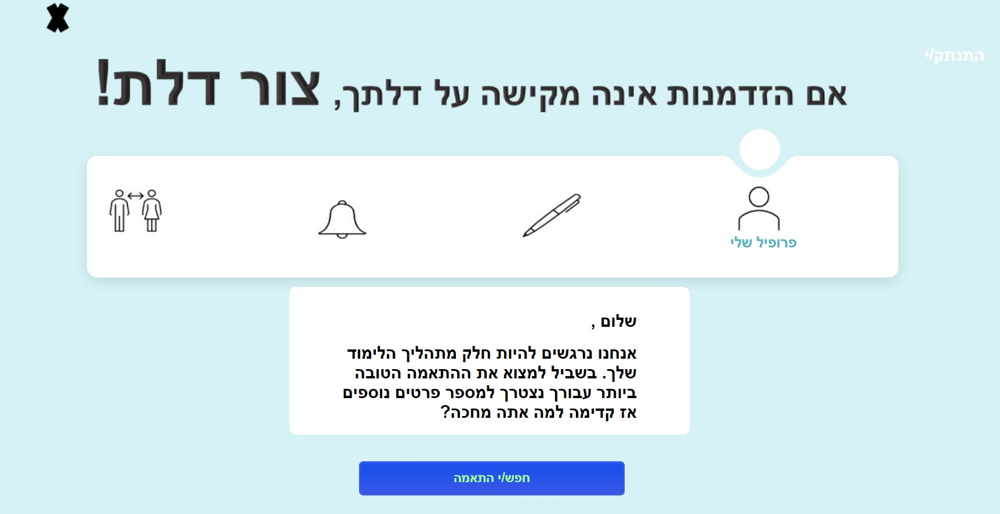 התנתק/י
אם הזדמנות אינה מקישה על דלתך, צור דלת!
פרופיל שלי
שלום ,
אנחנו נרגשים להיות חלק מתהליך הלימוד
שלך. בשביל למצוא את ההתאמה הטובה
ביותר עבורך נצטרך למספר פרטים נוספים
אז קדימה למה אתה מחכה?
חפש/י התאמה